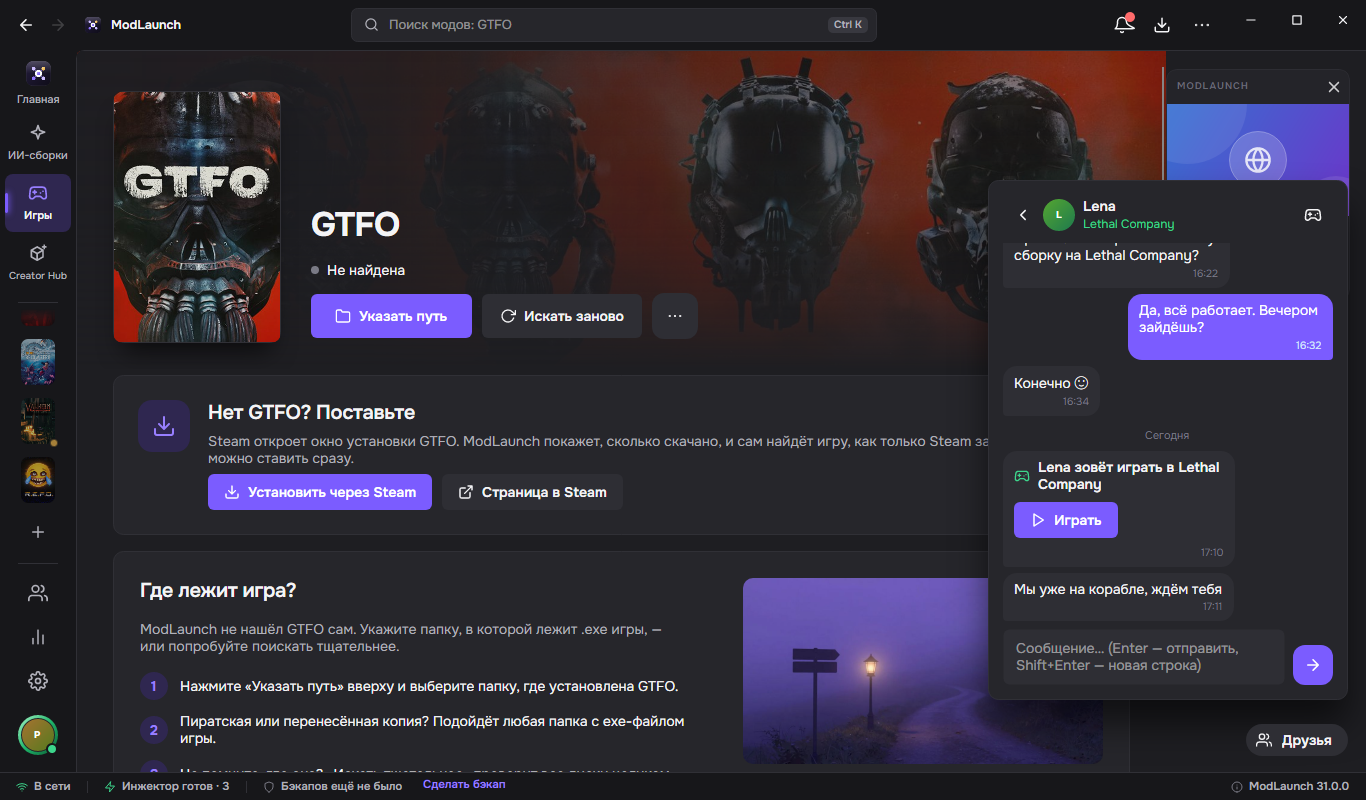 ModLaunch
Поиск модов: GTFO
Ctrl K
Главная
ИИ-сборки
Игры
Creator Hub
P
GTFO
GTFO
Не найдена
Указать путь
Искать заново
Нет GTFO? Поставьте
Steam откроет окно установки GTFO. ModLaunch покажет, сколько скачано, и сам найдёт игру, как только Steam за
можно ставить сразу.
Установить через Steam
Страница в Steam
Где лежит игра?
ModLaunch не нашёл GTFO сам. Укажите папку, в которой лежит .exe игры, —
или попробуйте поискать тщательнее.
1 Нажмите «Указать путь» вверху и выберите папку, где установлена GTFO.
2 Пиратская или перенесённая копия? Подойдёт любая папка с exe-файлом
игры.
MODLAUNCH
L
Lena
Lethal Company
сборку на Lethal Company?
16:22
Да, всё работает. Вечером
зайдёшь?
16:32
Конечно 🙂
16:34
Сегодня
Lena зовёт играть в Lethal
Company
Играть
17:10
Мы уже на корабле, ждём тебя
17:11
Сообщение... (Enter — отправить,
Shift+Enter — новая строка)
Друзья
В сети
Инжектор готов · 3
Бэкапов ещё не было
Сделать бэкап
ModLaunch 31.0.0